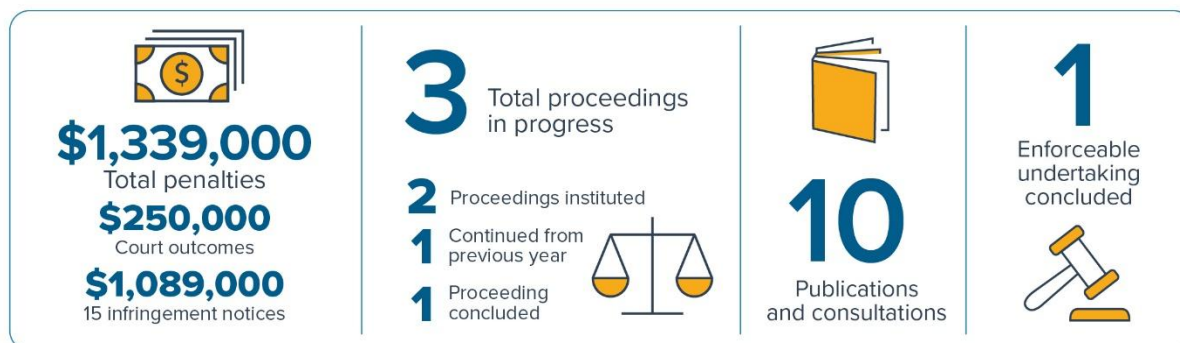 $
$1,339,000
Total penalties
$250,000
Court outcomes
$1,089,000
15 infringement notices
3
Total proceedings
in progress
2
Proceedings instituted
1
Continued from
previous year
1
Proceeding
concluded
10
Publications
and consultations
1
Enforceable
undertaking
concluded